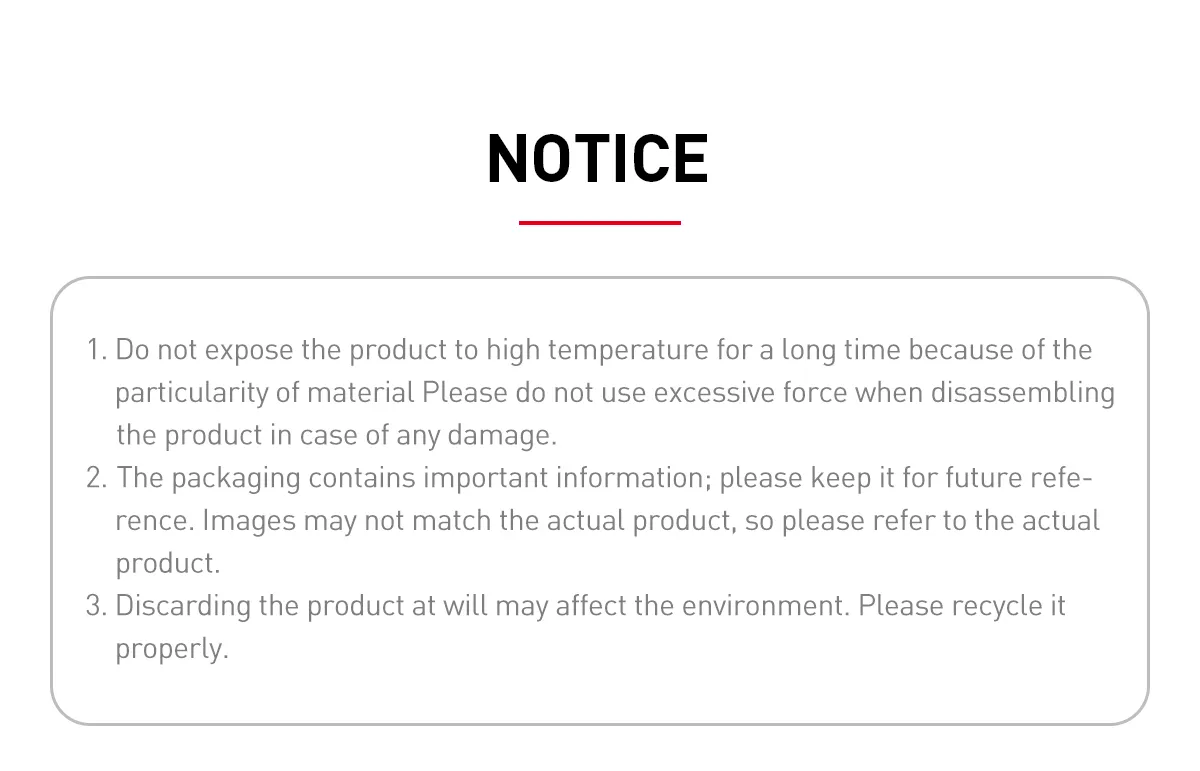 NOTICE
1. Do not expose the product to high temperature for a long time because of the
particularity of material Please do not use excessive force when disassembling
the product in case of any damage.
2. The packaging contains important information; please keep it for future refe-
rence. Images may not match the actual product, so please refer to the actual
product.
3. Discarding the product at will may affect the environment. Please recycle it
properly.